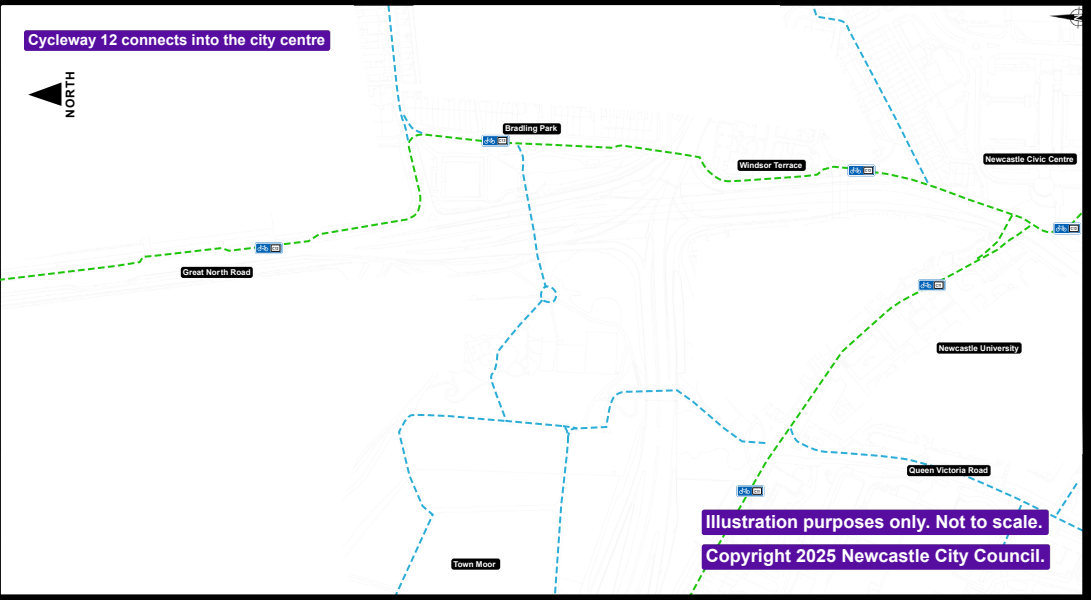 Cycleway 12 connects into the city centre
NORTH
Bradling Park
Windsor Terrace
Newcastle Civic Centre
Great North Road
Newcastle University
Queen Victoria Road
Illustration purposes only. Not to scale.
Copyright 2025 Newcastle City Council.
Town Moor